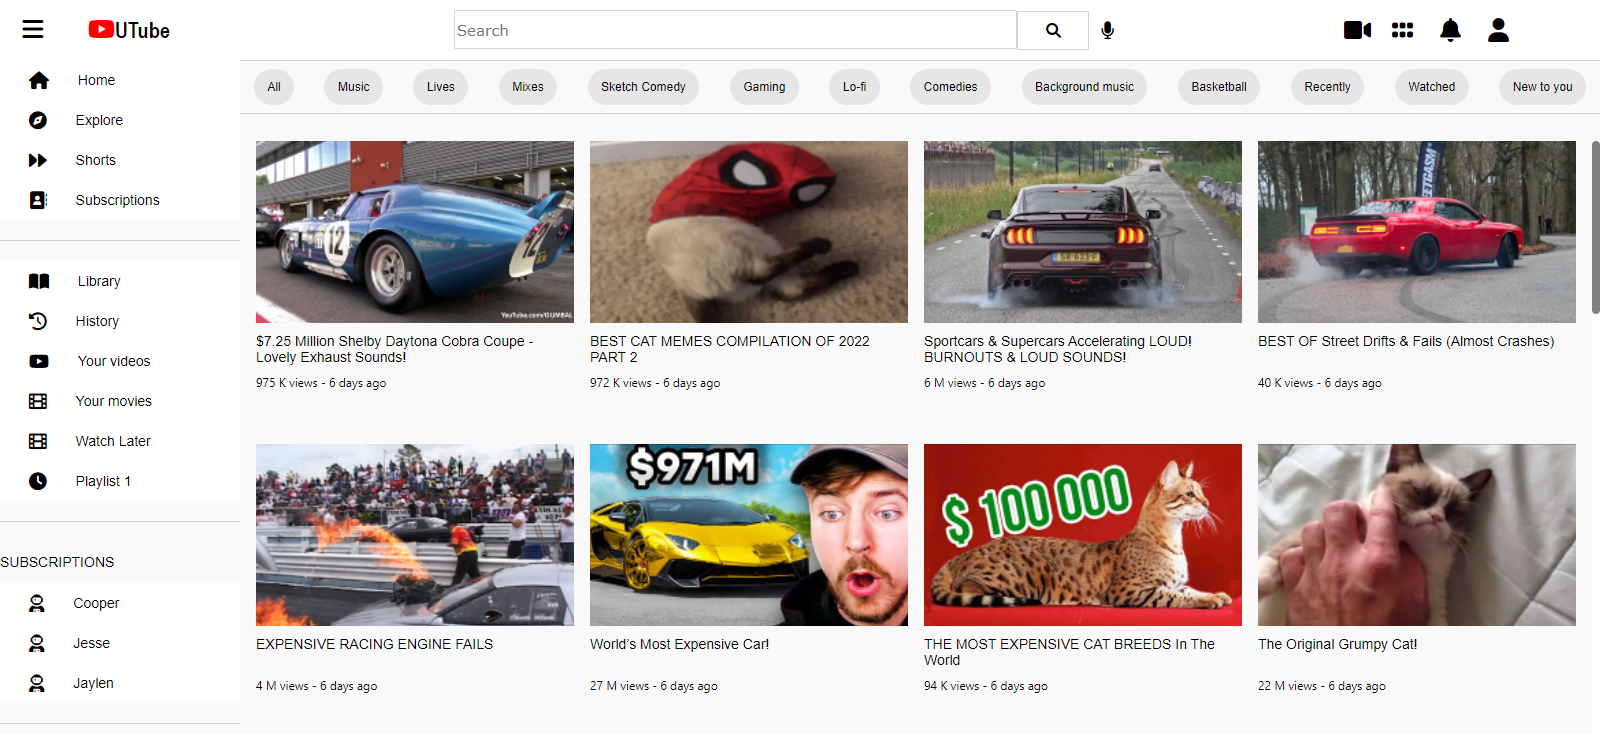 UTube
Search
Home
Explore
Shorts
Subscriptions
Library
History
Your videos
Your movies
Watch Later
Playlist 1
SUBSCRIPTIONS
Cooper
Jesse
Jaylen
All Music Lives Mixes Sketch Comedy Gaming Lo-fi Comedies Background music Basketball Recently Watched New to you
12
22
YouTube.com/GUMBAL
$7.25 Million Shelby Daytona Cobra Coupe -
Lovely Exhaust Sounds!
975 K views - 6 days ago
BEST CAT MEMES COMPILATION OF 2022
PART 2
972 K views - 6 days ago
Sportcars & Supercars Accelerating LOUD!
BURNOUTS & LOUD SOUNDS!
6 M views - 6 days ago
BEST OF Street Drifts & Fails (Almost Crashes)
40 K views - 6 days ago
EXPENSIVE RACING ENGINE FAILS
4 M views - 6 days ago
$971M
World’s Most Expensive Car!
27 M views - 6 days ago
$ 100 000
THE MOST EXPENSIVE CAT BREEDS In The
World
94 K views - 6 days ago
The Original Grumpy Cat!
22 M views - 6 days ago